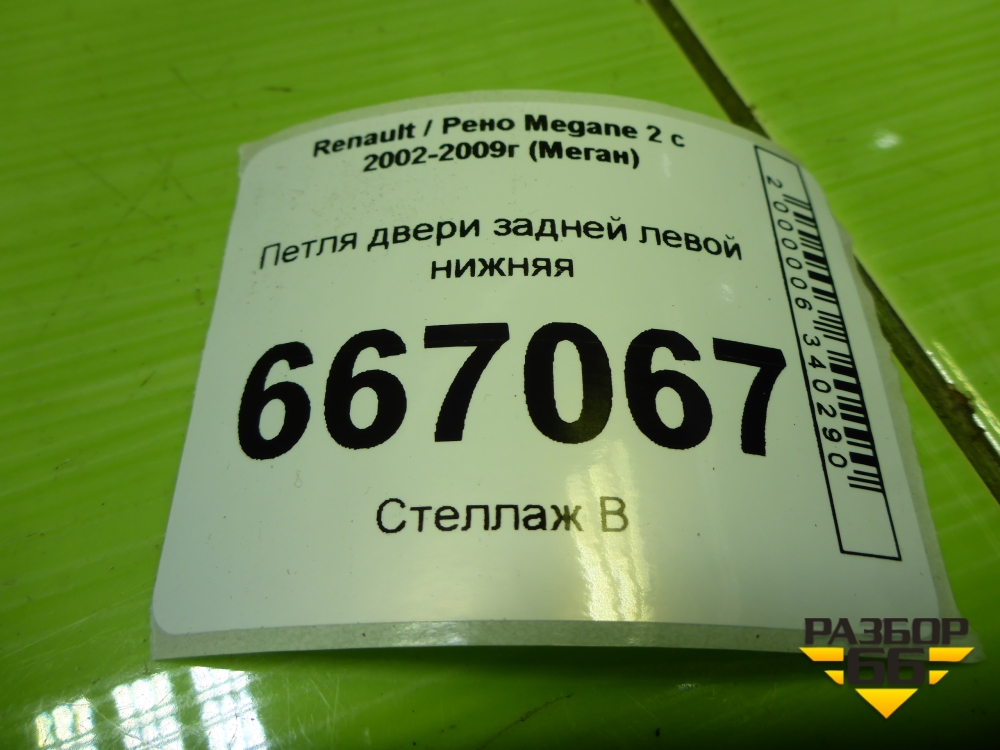 Renault / Рено Megane 2 с
2002-2009г (Меган)
Петля двери задней левой
нижняя
667067
Стеллаж В
2000006340290
РАЗБОР
66